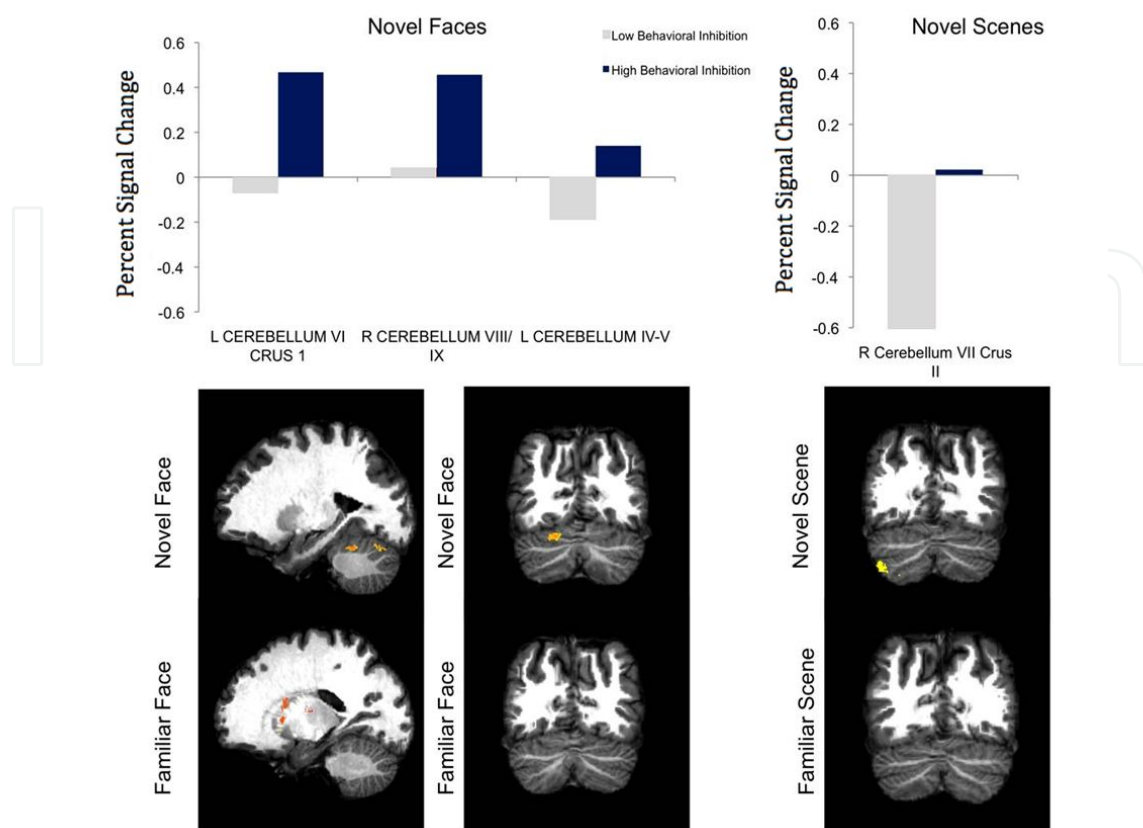 Novel Faces
Low Behavioral Inhibition
High Behavioral Inhibition
Percent Signal Change
0.6
0.4
0.2
0
-0.2
-0.4
-0.6
L CEREBELLUM VI
CRUS 1
R CEREBELLUM VIII/
IX
L CEREBELLUM IV-V
Novel Scenes
Percent Signal Change
0.6
0.4
0.2
0
-0.2
-0.4
-0.6
R Cerebellum VII Crus
II
Novel Face
Novel Face
Novel Scene
Familiar Face
Familiar Face
Familiar Scene